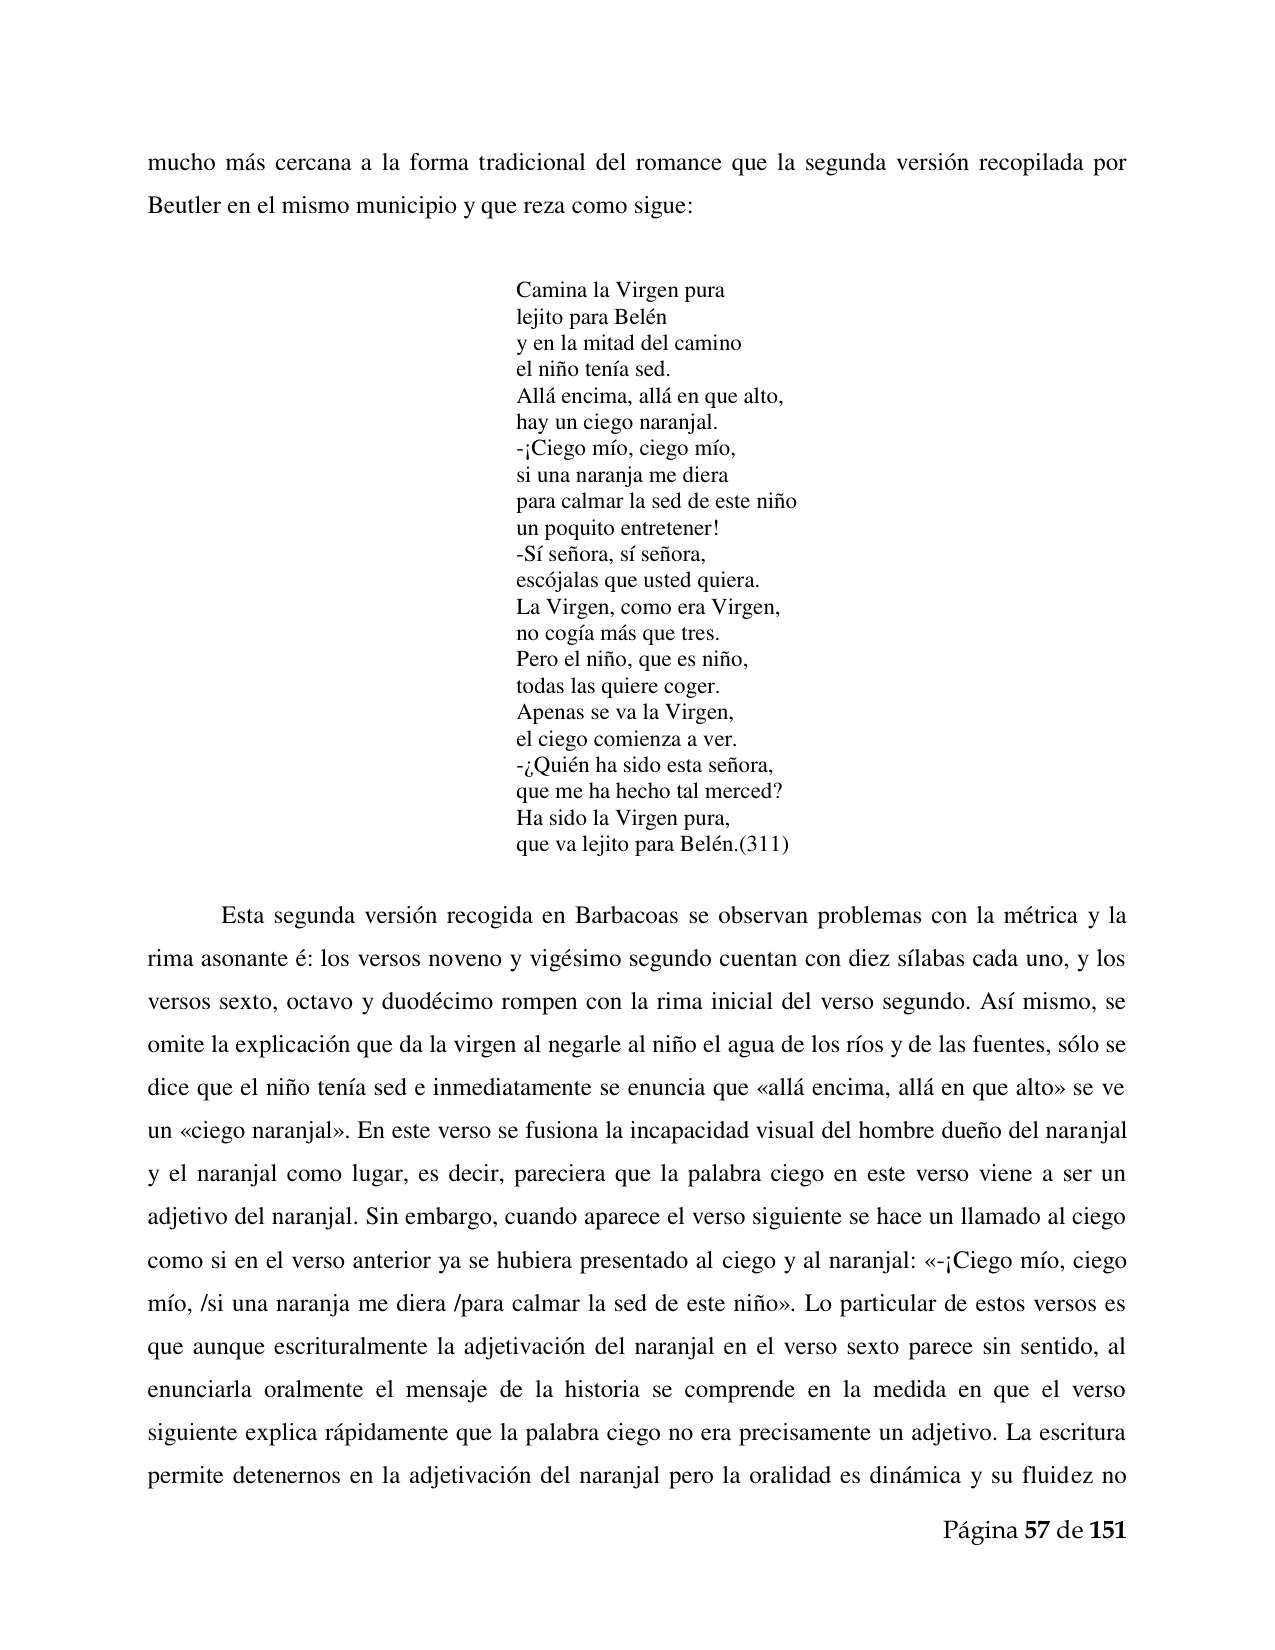 mucho más cercana a la forma tradicional del romance que la segunda versión recopilada por
Beutler en el mismo municipio y que reza como sigue:
Camina la Virgen pura
lejito para Belén
y en la mitad del camino
el niño tenía sed.
Allá encima, allá en que alto,
hay un ciego naranjal.
-¡Ciego mío, ciego mío,
si una naranja me diera
para calmar la sed de este niño
un poquito entretener!
-Sí señora, sí señora,
escójalas que usted quiera.
La Virgen, como era Virgen,
no cogía más que tres.
Pero el niño, que es niño,
todas las quiere coger.
Apenas se va la Virgen,
el ciego comienza a ver.
-¿Quién ha sido esta señora,
que me ha hecho tal merced?
Ha sido la Virgen pura,
que va lejito para Belén.(311)
Esta segunda versión recogida en Barbacoas se observan problemas con la métrica y la
rima asonante é: los versos noveno y vigésimo segundo cuentan con diez sílabas cada uno, y los
versos sexto, octavo y duodécimo rompen con la rima inicial del verso segundo. Así mismo, se
omite la explicación que da la virgen al negarle al niño el agua de los ríos y de las fuentes, sólo se
dice que el niño tenía sed e inmediatamente se enuncia que «allá encima, allá en que alto» se ve
un «ciego naranjal». En este verso se fusiona la incapacidad visual del hombre dueño del naranjal
y el naranjal como lugar, es decir, pareciera que la palabra ciego en este verso viene a ser un
adjetivo del naranjal. Sin embargo, cuando aparece el verso siguiente se hace un llamado al ciego
como si en el verso anterior ya se hubiera presentado al ciego y al naranjal: «-¡Ciego mío, ciego
mío, /si una naranja me diera /para calmar la sed de este niño». Lo particular de estos versos es
que aunque escrituralmente la adjetivación del naranjal en el verso sexto parece sin sentido, al
enunciarla oralmente el mensaje de la historia se comprende en la medida en que el verso
siguiente explica rápidamente que la palabra ciego no era precisamente un adjetivo. La escritura
permite detenernos en la adjetivación del naranjal pero la oralidad es dinámica y su fluidez no
Página 57 de 151